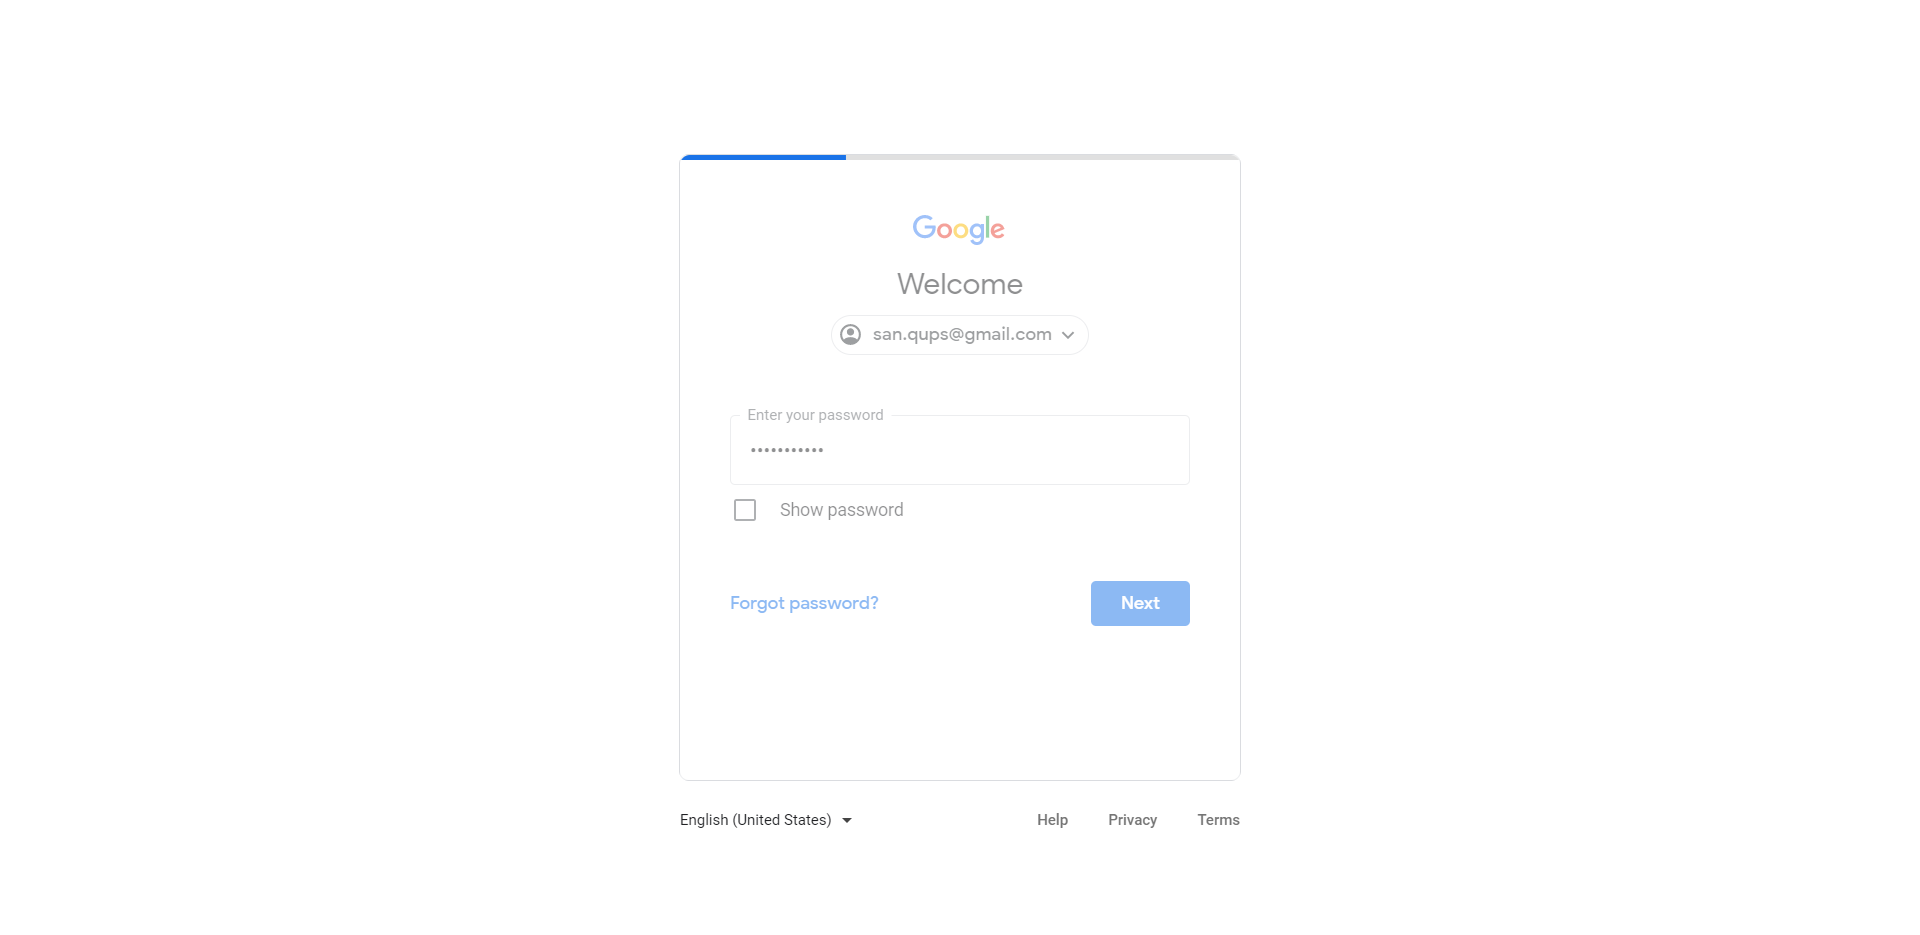 Google
Welcome
san.qups@gmail.com
Enter your password
•••••••••••
Show password
Forgot password?
Next
English (United States)
Help
Privacy
Terms